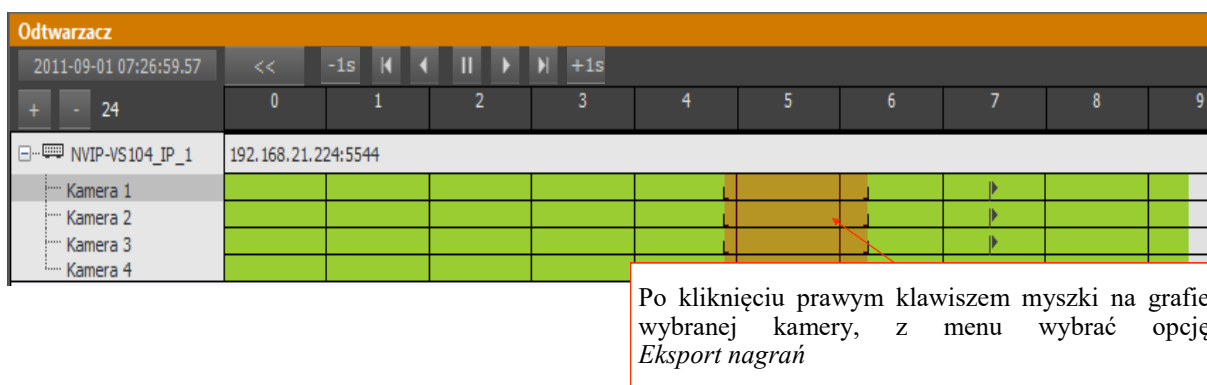 Odtwarzacz
2011-09-01 07:26:59.57 << -1s +1s
+ - 24 0 1 2 3 4 5 6 7 8 9
NVIP-VS104_IP_1 192.168.21.224:5544
Kamera 1
Kamera 2
Kamera 3
Kamera 4
Po kliknięciu prawym klawiszem myszki na grafie
wybranej kamery, z menu wybrać opcję
Eksport nagrań